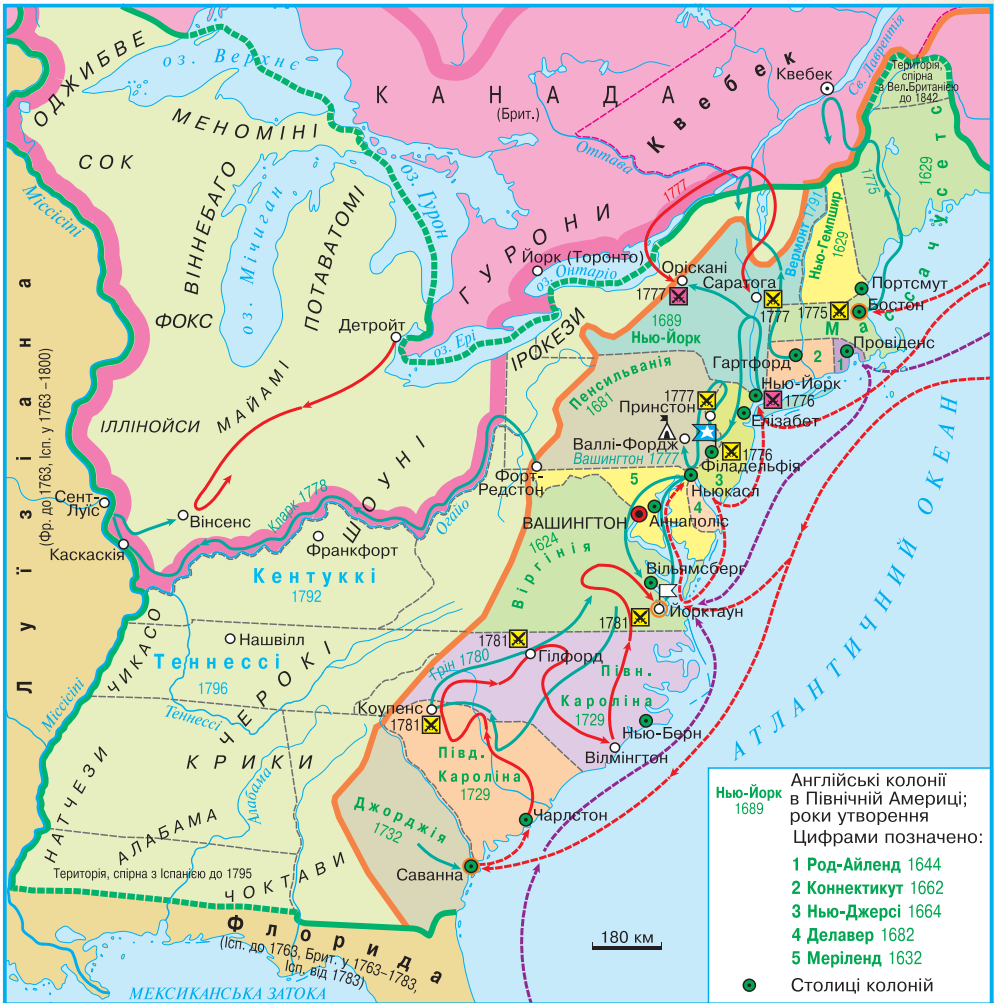 оз. Верхнє
ОДЖИБВЕ
МЕНОМІНІ
СОК
ВІННЕБАГО
оз. Мічиган
ПОТАВАТОМІ
оз. Гурон
ФОКС
КАНАДА
(Брит.)
Квебек
Квебек
Св. Лаврентія
Оттава
Територія,
спірна
з Вел.Британією
до 1842
Массачусетс
1629
1775
1777
ГУРОНИ
Йорк (Торонто)
оз. Онтаріо
Вермонт 1791
Нью-Гемпшир
1629
Оріскані
Саратога
1777
1777
1775
Портсмут
Бостон
Провіденс
1689
Нью-Йорк
Гартфорд
2
1
Міссісіпі
Луїзіана
(Фр. до 1763, Ісп. у 1763 –1800)
Детройт
оз. Ері
ІРОКЕЗИ
Пенсильванія
1681
1777
Принстон
Нью-Йорк
1776
Елізабот
Валлі-Фордж
Вашингтон 1777
1776
Філадельфія
3
МАЙАМІ
ІЛЛІНОЙСИ
ШОУНІ
Форт-
Редстон
5
Ньюкасл
4
Сент-
Луїс
Вінсенс
Кларк 1778
Огайо
Каскаскія
Франкфорт
ВАШИНГТОН
Аннаполіс
1624
Віргінія
Вільямсберг
Йорктаун
1781
Кентуккі
1792
Нашвілл
Теннессі
1796
ЧИКАСО
Міссісіпі
Теннессі
ЧЕРОКІ
КРИКИ
1781
Грін 1780
Гілфорд
Півн.
Кароліна
1729
Нью-Берн
Вілмінгтон
Коупенс
1781
Півд.
Кароліна
1729
Чарлстон
Джорджія
1732
Саванна
Алабама
НАТЧЕЗИ
АЛАБАМА
ЧОКТАВИ
Територія, спірна з Іспанією до 1795
Флорида
(Ісп. до 1763, Брит. у 1763–1783,
Ісп. від 1783)
МЕКСИКАНСЬКА ЗАТОКА
АТЛАНТИЧНИЙ ОКЕАН
180 км
Нью-Йорк
1689
Англійські колонії
в Північній Америці;
роки утворення
Цифрами позначено:
1 Род-Айленд 1644
2 Коннектикут 1662
3 Нью-Джерсі 1664
4 Делавер 1682
5 Меріленд 1632
Столиці колоній